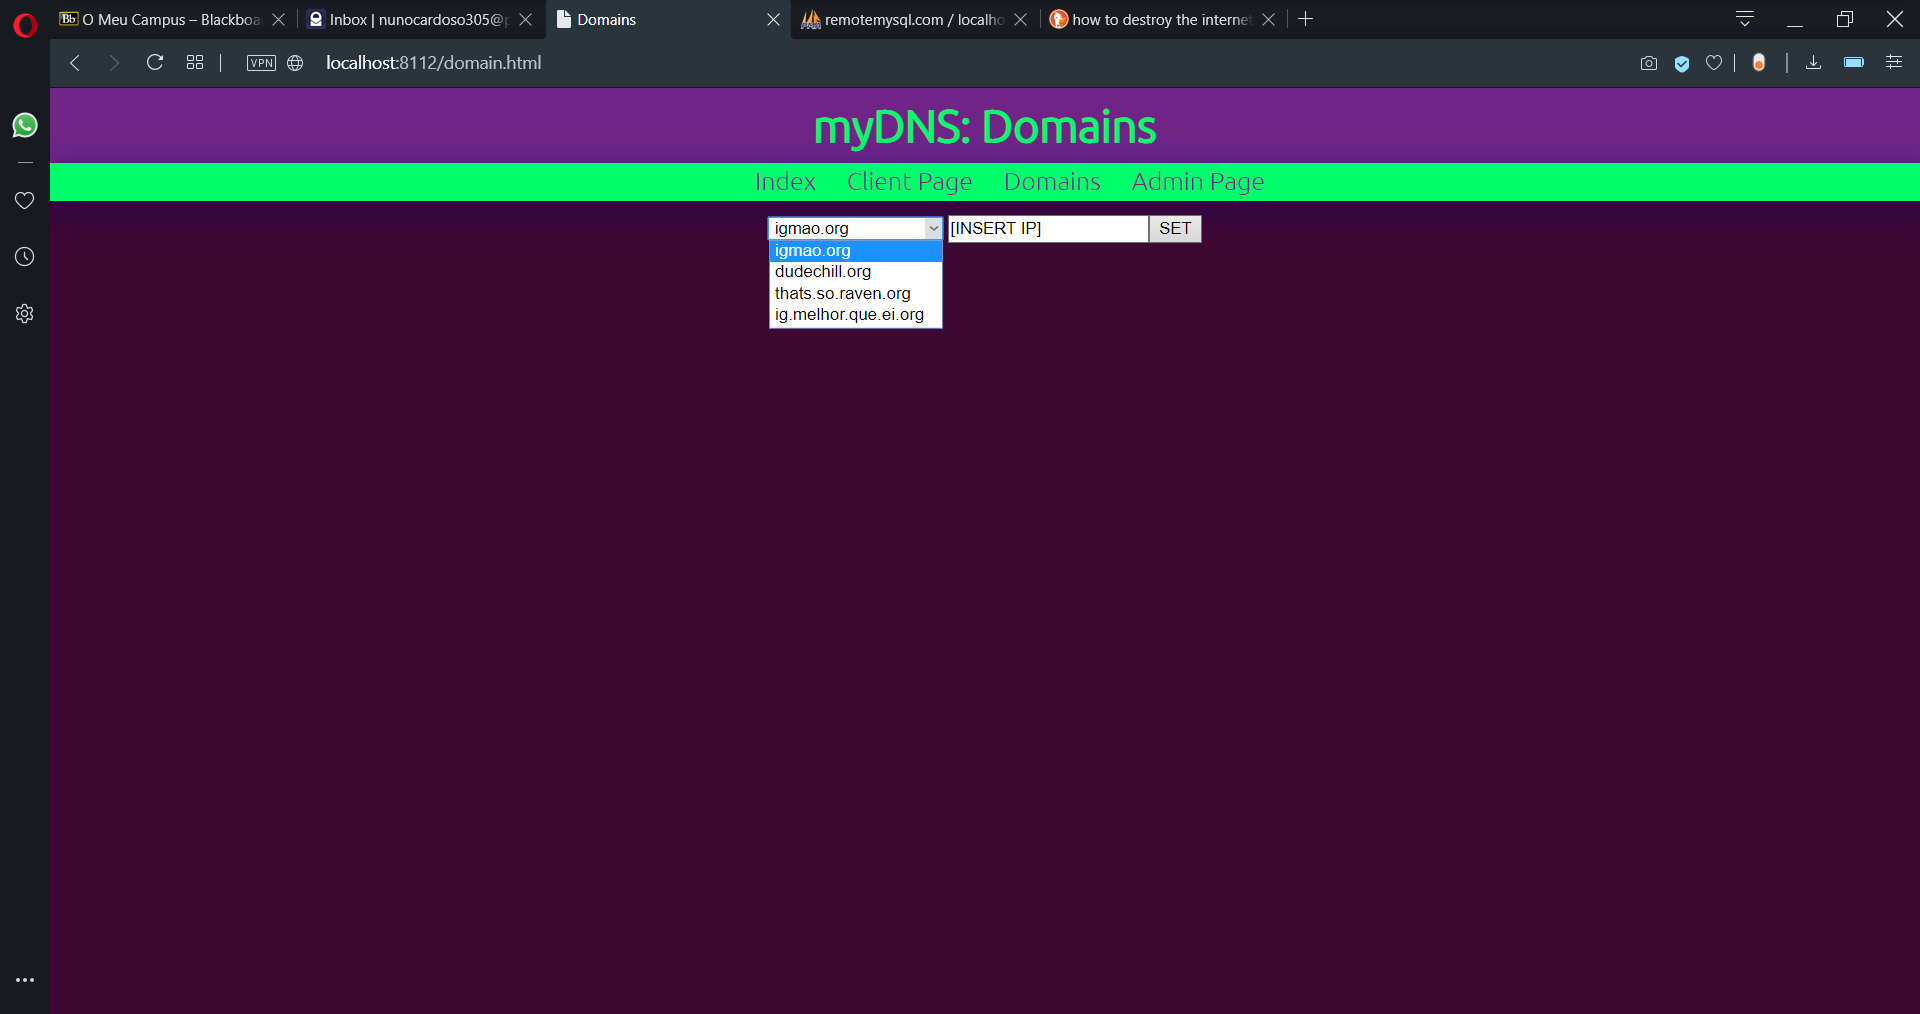 Bb O Meu Campus – Blackboa
Inbox | nunocardoso305@p
Domains
remotemysql.com / localho
how to destroy the internet
VPN
localhost:8112/domain.html
myDNS: Domains
Index Client Page Domains Admin Page
igmao.org [INSERT IP] SET
igmao.org
dudechill.org
thats.so.raven.org
ig.melhor.que.ei.org